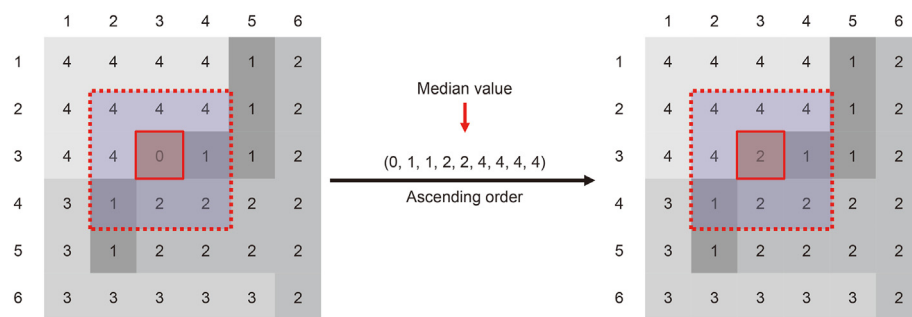 1 2 3 4 5 6
1 4 4 4 4 1 2
2 4 4 4 4 1 2
3 4 4 0 1 1 2
4 3 1 2 2 2 2
5 3 1 2 2 2 2
6 3 3 3 3 3 2
Median value
(0, 1, 1, 2, 2, 4, 4, 4, 4)
Ascending order
1 2 3 4 5 6
1 4 4 4 4 1 2
2 4 4 4 4 1 2
3 4 4 2 1 1 2
4 3 1 2 2 2 2
5 3 1 2 2 2 2
6 3 3 3 3 3 2